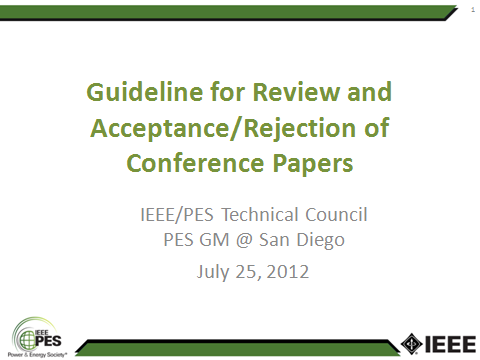 1
Guideline for Review and
Acceptance/Rejection of
Conference Papers
IEEE/PES Technical Council
PES GM @ San Diego
July 25, 2012
IEEE
PES
Power & Energy Society®
IEEE